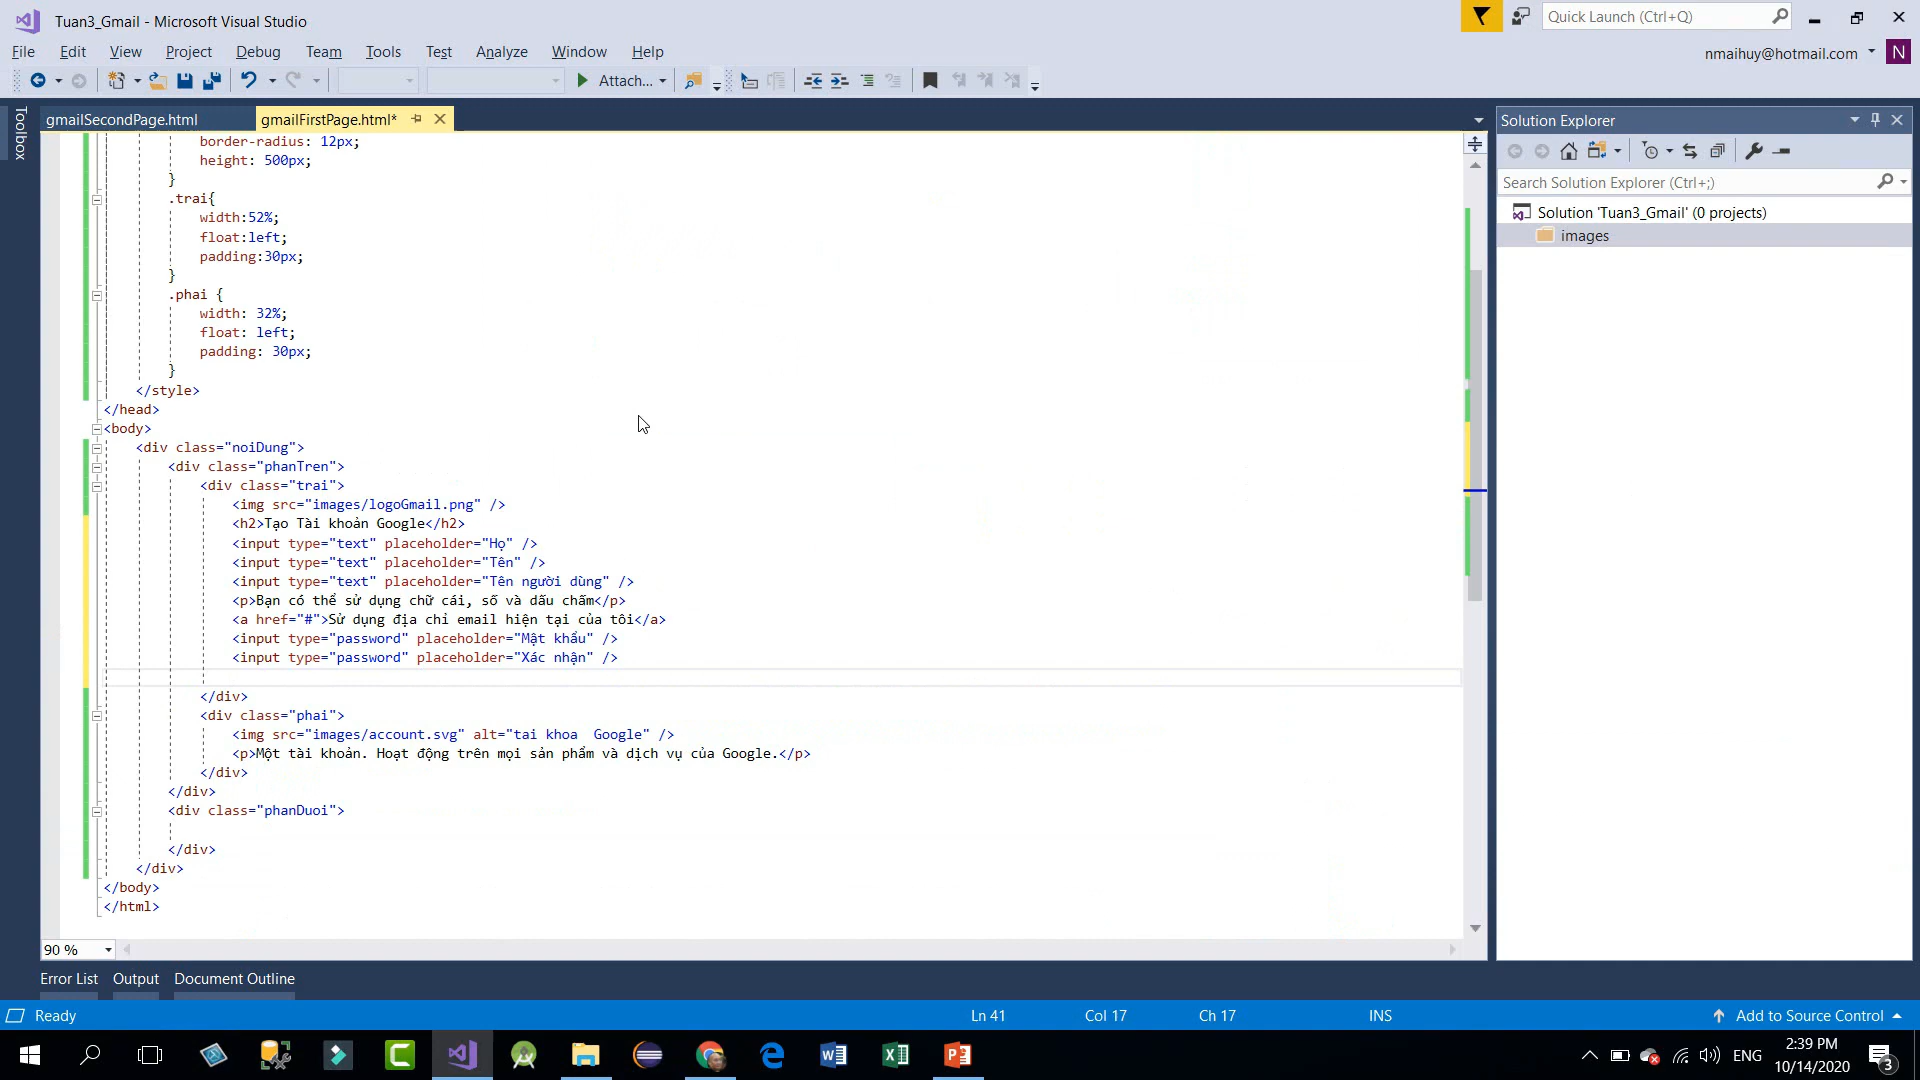 Tuan3_Gmail - Microsoft Visual Studio
Quick Launch (Ctrl+Q)
File Edit View Project Debug Team Tools Test Analyze Window Help
nmaihuy@hotmail.com N
Attach...
Toolbox
gmailSecondPage.html gmailFirstPage.html*
Solution Explorer
Search Solution Explorer (Ctrl+;)
Solution 'Tuan3_Gmail' (0 projects)
images
border-radius: 12px;
height: 500px;
}
.trai{
width:52%;
float:left;
padding:30px;
}
.phai {
width: 32%;
float: left;
padding: 30px;
}
</style>
</head>
<body>
<div class="noiDung">
<div class="phanTren">
<div class="trai">
<img src="images/logoGmail.png" />
<h2>Tạo Tài khoản Google</h2>
<input type="text" placeholder="Họ" />
<input type="text" placeholder="Tên" />
<input type="text" placeholder="Tên người dùng" />
<p>Bạn có thể sử dụng chữ cái, số và dấu chấm</p>
<a href="#">Sử dụng địa chỉ email hiện tại của tôi</a>
<input type="password" placeholder="Mật khẩu" />
<input type="password" placeholder="Xác nhận" />
</div>
<div class="phai">
<img src="images/account.svg" alt="tai khoa  Google" />
<p>Một tài khoản. Hoạt động trên mọi sản phẩm và dịch vụ của Google.</p>
</div>
</div>
<div class="phanDuoi">
</div>
</div>
</body>
</html>
90 %
Error List Output Document Outline
Ready Ln 41 Col 17 Ch 17 INS Add to Source Control
ENG
2:39 PM
10/14/2020
3